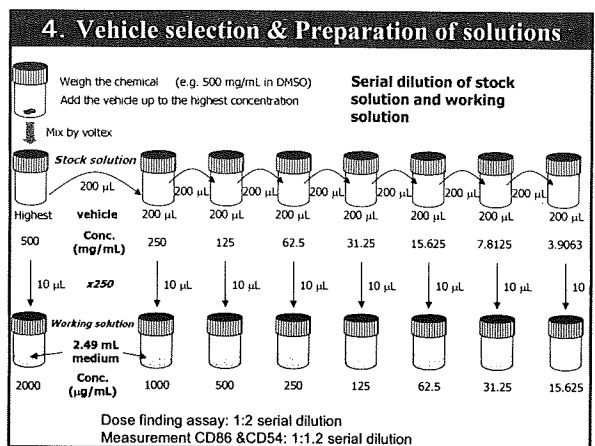 4. Vehicle selection & Preparation of solutions
Weigh the chemical (e.g. 500 mg/mL in DMSO)
Add the vehicle up to the highest concentration
Serial dilution of stock
solution and working
solution
Mix by voltex
Stock solution
200 μL 200 μL 200 μL 200 μL 200 μL 200 μL 200 μL
Highest vehicle 200 μL 200 μL 200 μL 200 μL 200 μL 200 μL 200 μL
Conc.
(mg/mL)
500 250 125 62.5 31.25 15.625 7.8125 3.9063
10 μL x250 10 μL 10 μL 10 μL 10 μL 10 μL 10 μL 10
Working solution
2.49 mL
medium
Conc.
(μg/mL)
2000 1000 500 250 125 62.5 31.25 15.625
Dose finding assay: 1:2 serial dilution
Measurement CD86 &CD54: 1:1.2 serial dilution